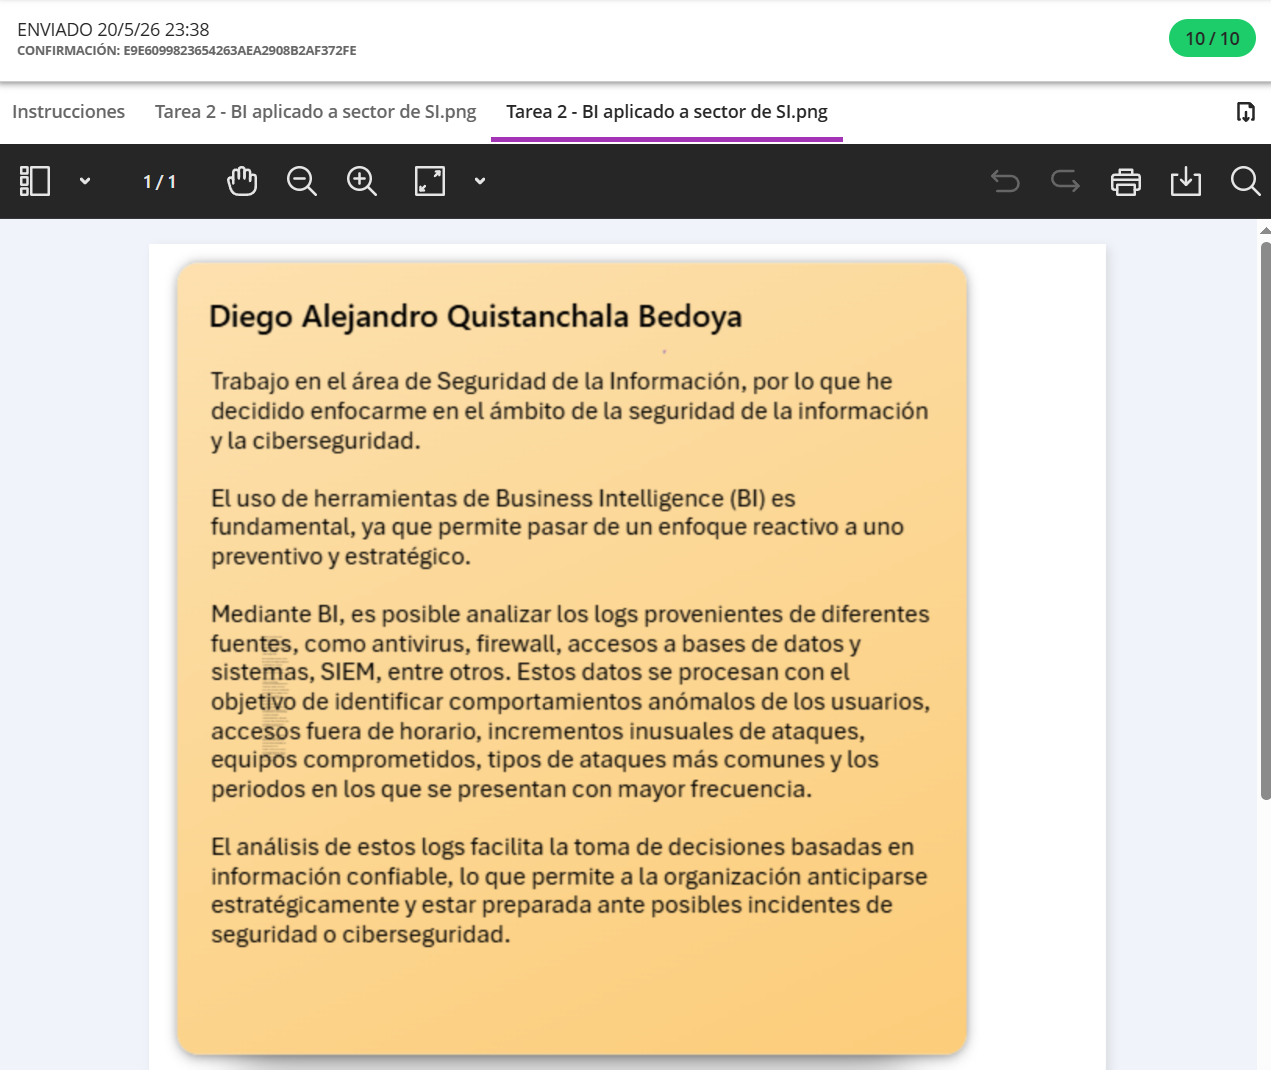 ENVIADO 20/5/26 23:38
CONFIRMACIÓN: E9E6099823654263AEA2908B2AF372FE
10 / 10
Instrucciones
Tarea 2 - BI aplicado a sector de SI.png
Tarea 2 - BI aplicado a sector de SI.png
1 / 1
Diego Alejandro Quistanchala Bedoya
Trabajo en el área de Seguridad de la Información, por lo que he
decidido enfocarme en el ámbito de la seguridad de la información
y la ciberseguridad.
El uso de herramientas de Business Intelligence (BI) es
fundamental, ya que permite pasar de un enfoque reactivo a uno
preventivo y estratégico.
Mediante BI, es posible analizar los logs provenientes de diferentes
fuentes, como antivirus, firewall, accesos a bases de datos y
sistemas, SIEM, entre otros. Estos datos se procesan con el
objetivo de identificar comportamientos anómalos de los usuarios,
accesos fuera de horario, incrementos inusuales de ataques,
equipos comprometidos, tipos de ataques más comunes y los
periodos en los que se presentan con mayor frecuencia.
El análisis de estos logs facilita la toma de decisiones basadas en
información confiable, lo que permite a la organización anticiparse
estratégicamente y estar preparada ante posibles incidentes de
seguridad o ciberseguridad.